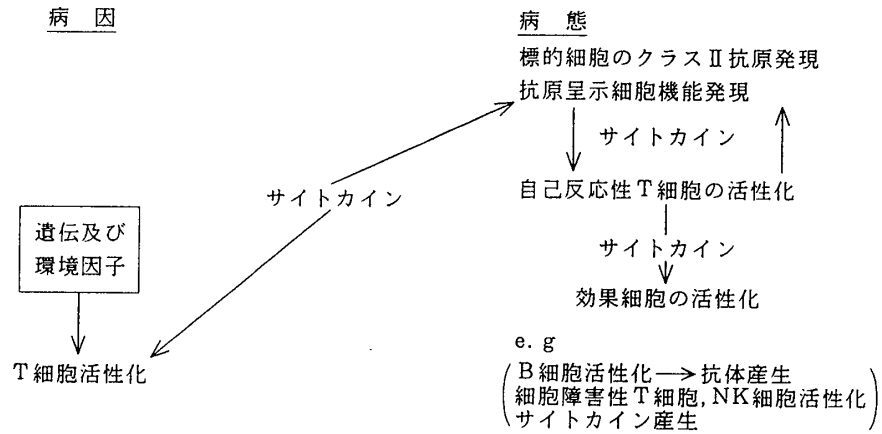 病 因
病 態
標的細胞のクラスⅡ抗原発現
抗原呈示細胞機能発現
サイトカイン
サイトカイン
自己反応性T細胞の活性化
遺伝及び
環境因子
サイトカイン
効果細胞の活性化
T細胞活性化
e. g
B細胞活性化→抗体産生
細胞障害性T細胞, NK細胞活性化
サイトカイン産生